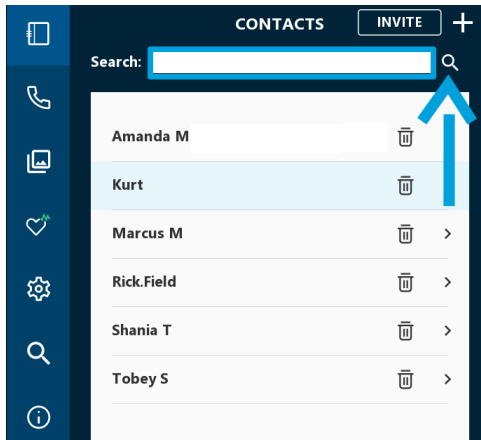 CONTACTS INVITE
Search:
Amanda M
Kurt
Marcus M
Rick.Field
Shania T
Tobey S